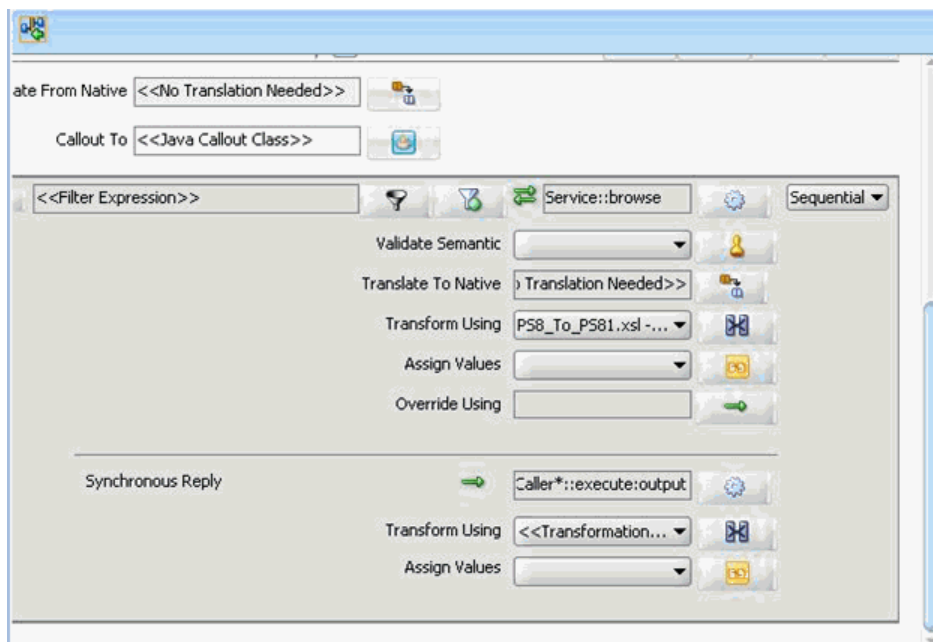 ate From Native <<No Translation Needed>>
Callout To <<Java Callout Class>>
<<Filter Expression>> Service::browse Sequential
Validate Semantic
Translate To Native Translation Needed>>
Transform Using PS8_To_PS81.xsl -...
Assign Values
Override Using
Synchronous Reply Caller*::execute:output
Transform Using <<Transformation...
Assign Values